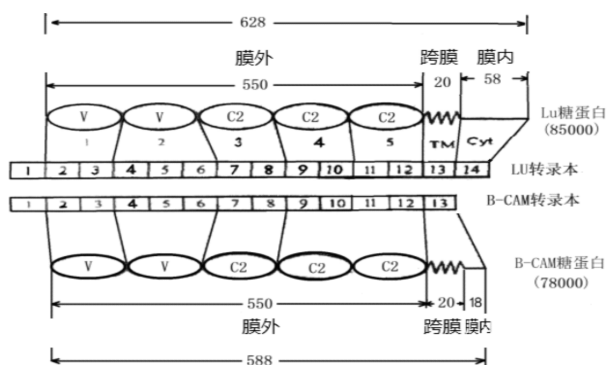 628
膜外 跨膜 膜内
550 20 58
V V C2 C2 C2 Lu糖蛋白
1 2 3 4 5 TM Cyt (85000)
1 2 3 4 5 6 7 8 9 10 11 12 13 14 LU转录本
1 2 3 4 5 6 7 8 9 10 11 12 13 B-CAM转录本
V V C2 C2 C2 B-CAM糖蛋白
(78000)
550 20 18
膜外 跨膜 膜内
588